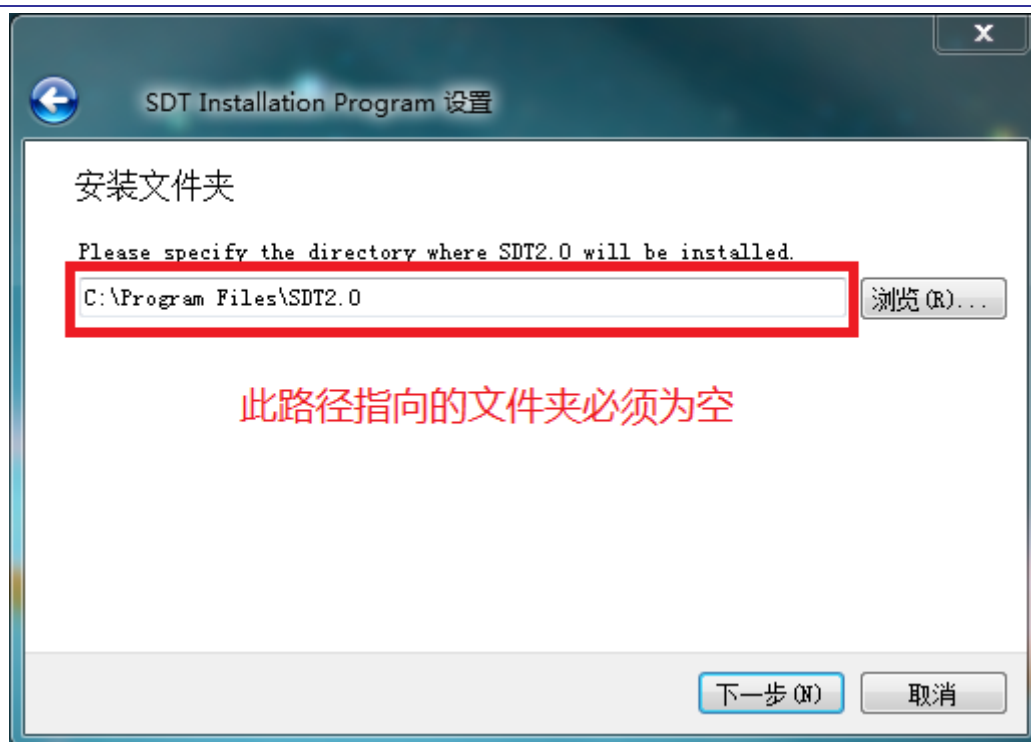 SDT Installation Program 设置
安装文件夹
Please specify the directory where SDT2.0 will be installed.
C:\Program Files\SDT2.0
浏览(R)...
此路径指向的文件夹必须为空
下一步(N)
取消